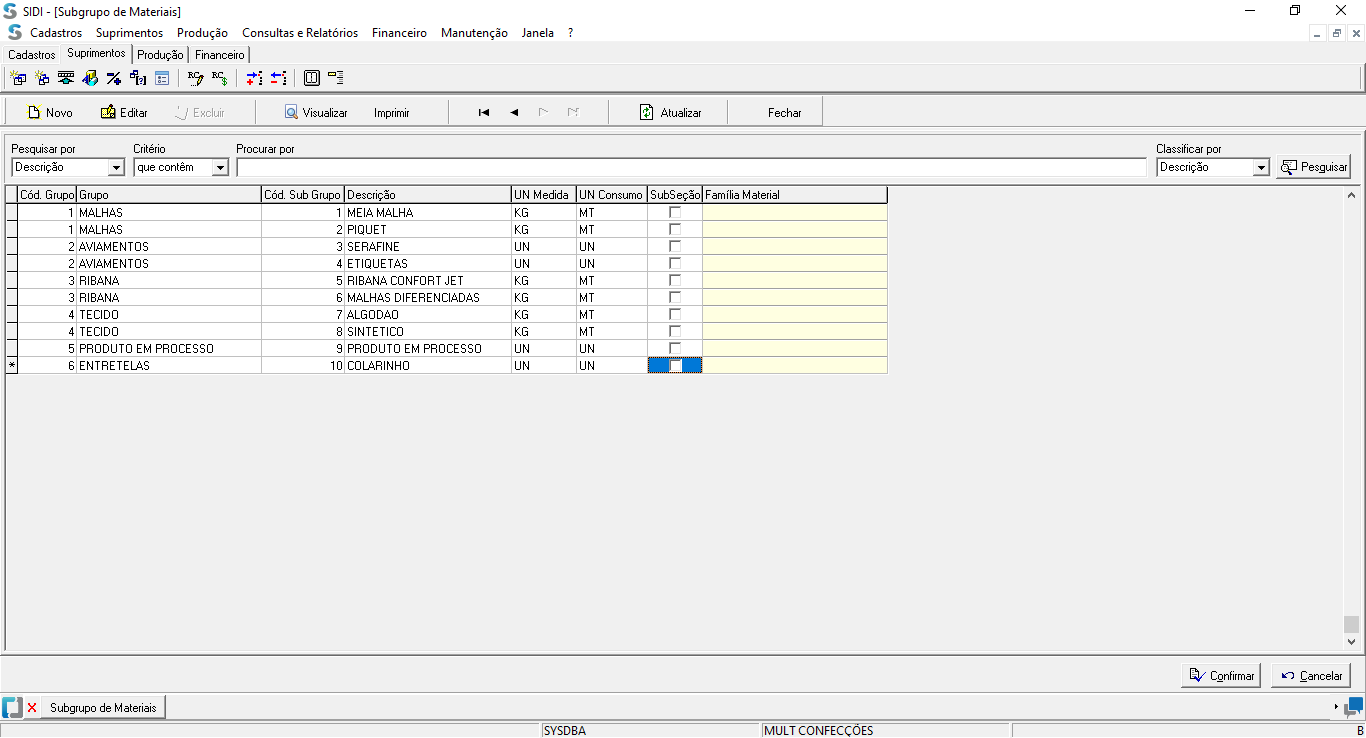 SIDI - [Subgrupo de Materiais]
Cadastros Suprimentos Produção Consultas e Relatórios Financeiro Manutenção Janela ?
Cadastros Suprimentos Produção Financeiro
Novo Editar Excluir Visualizar Imprimir Atualizar Fechar
Pesquisar por Critério Procurar por Classificar por
Descrição que contêm Descrição Pesquisar
Cód. Grupo Grupo Cód. Sub Grupo Descrição UN Medida UN Consumo SubSeção Família Material
1 MALHAS 1 MEIA MALHA KG MT
1 MALHAS 2 PIQUET KG MT
2 AVIAMENTOS 3 SERAFINE UN UN
2 AVIAMENTOS 4 ETIQUETAS UN UN
3 RIBANA 5 RIBANA CONFORT JET KG MT
3 RIBANA 6 MALHAS DIFERENCIADAS KG MT
4 TECIDO 7 ALGODAO KG MT
4 TECIDO 8 SINTETICO KG MT
5 PRODUTO EM PROCESSO 9 PRODUTO EM PROCESSO UN UN
* 6 ENTRETELAS 10 COLARINHO UN UN
Confirmar Cancelar
Subgrupo de Materiais
SYSDBA MULT CONFECÇÕES B